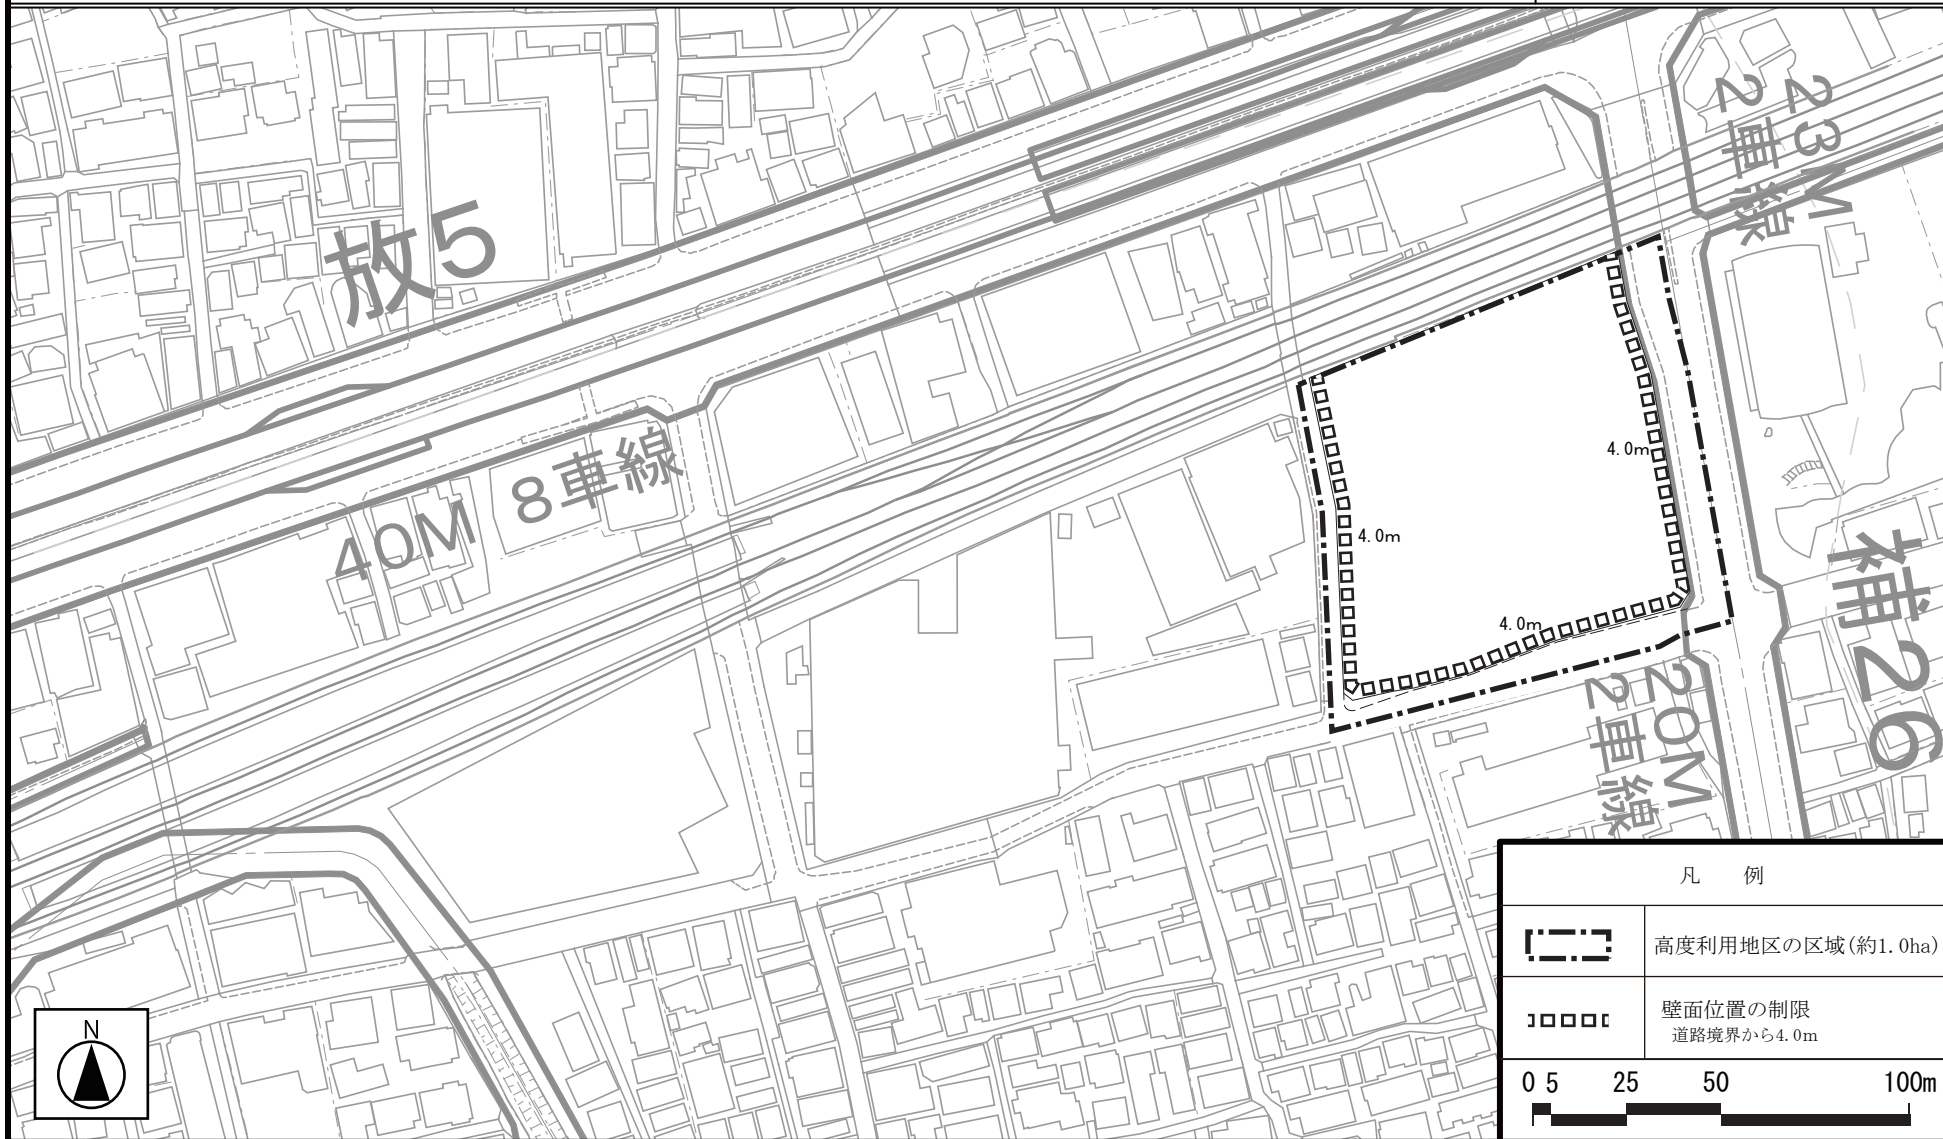 放5
40M 8車線
23M
2車線
4.0m
4.0m
4.0m
補26
20M
2車線
N
凡 例
高度利用地区の区域(約1.0ha)
壁面位置の制限
道路境界から4.0m
0 5 25 50 100m